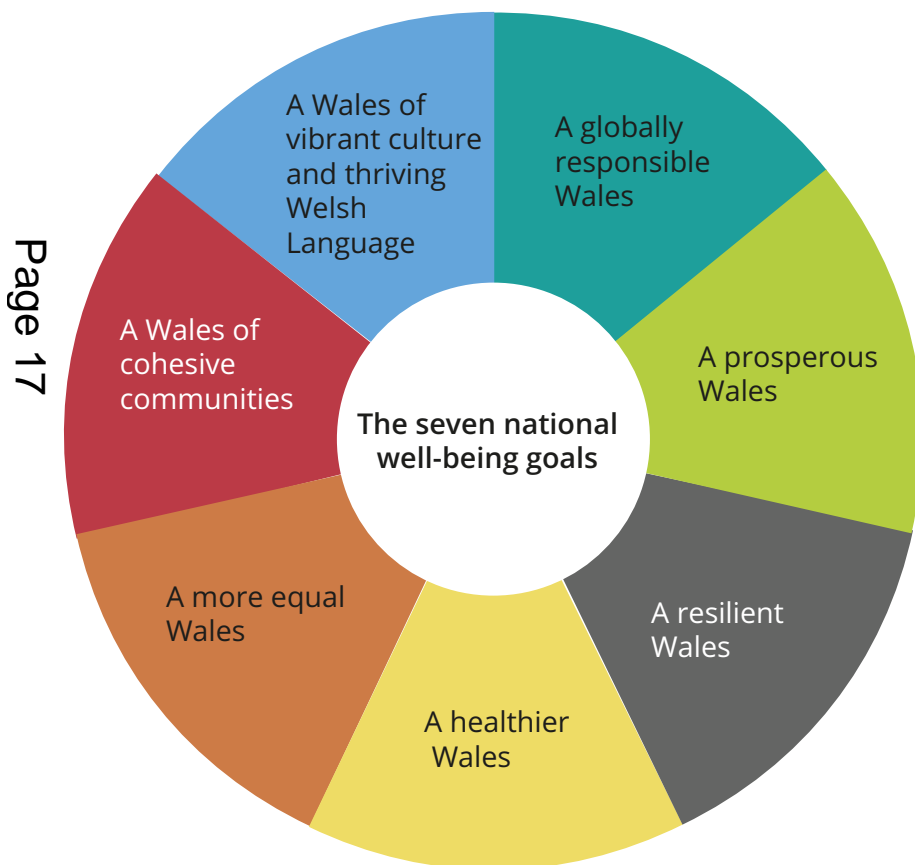 A Wales of
vibrant culture
and thriving
Welsh
Language
A globally
responsible
Wales
A prosperous
Wales
A resilient
Wales
A healthier
Wales
A more equal
Wales
A Wales of
cohesive
communities
The seven national
well-being goals
Page 17